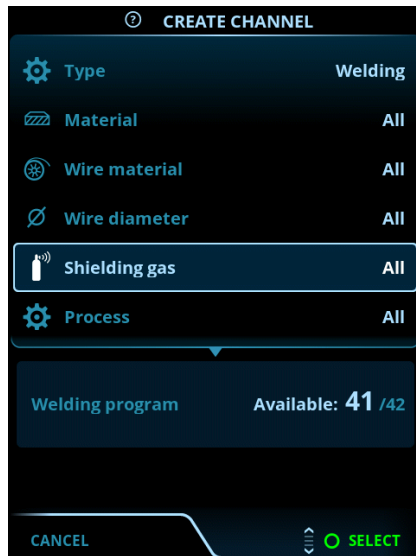 ? CREATE CHANNEL
Type Welding
Material All
Wire material All
Wire diameter All
Shielding gas All
Process All
Welding program Available: 41 /42
CANCEL SELECT